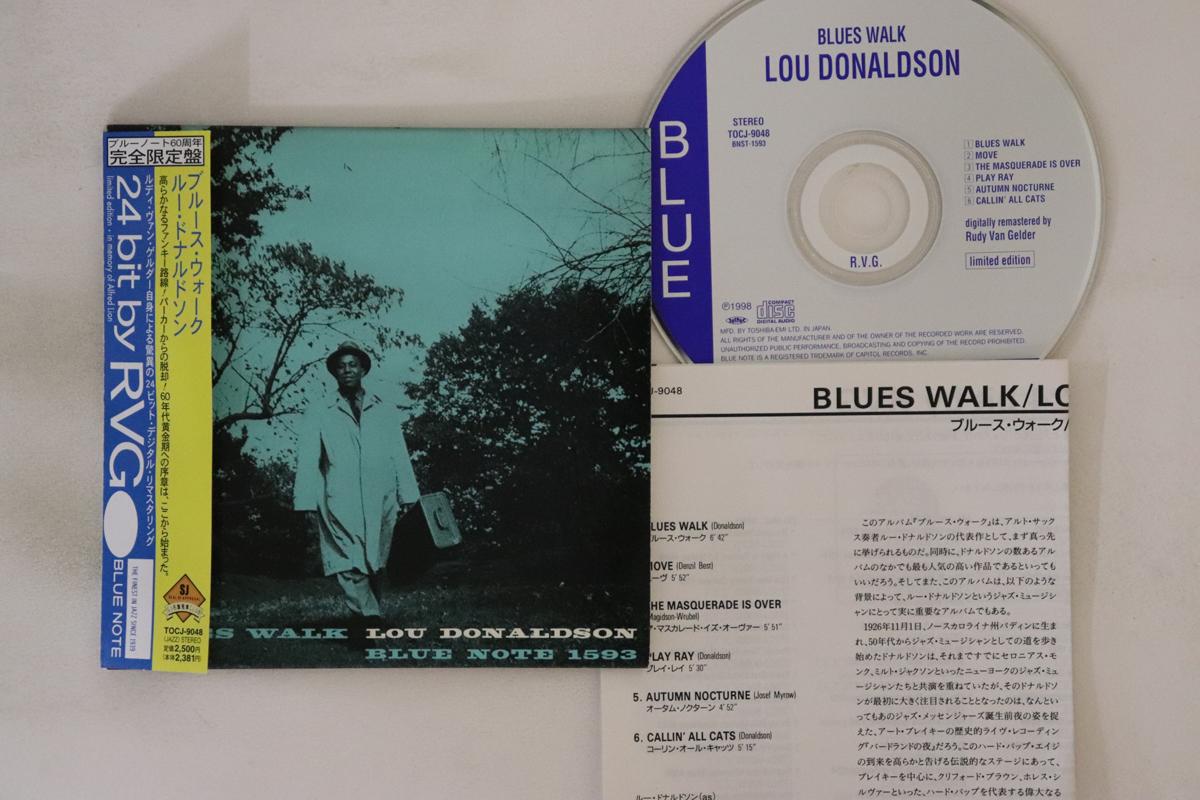 ブルーノート60周年
完全限定盤
24 bit by RVG
limited edition・in memory of Alfred Lion
ルディ・ヴァン・ゲルダー自身による驚異の24ビット・デジタル・リマスタリング
BLUE NOTE
THE FINEST IN JAZZ SINCE 1939
ブルース・ウォーク
ルー・ドナルドソン
高らかなるファンキー路線!パーカーからの脱却!60年代黄金期への序章は、ここから始まった。
SJ
TOCJ-9048
(JAZZ) STEREO
定価2,500円
(本体2,381円)
S WALK LOU DONALDSON
BLUE NOTE 1593
BLUES WALK
LOU DONALDSON
BLUE
STEREO
TOCJ-9048
BNST-1593
1 BLUES WALK
2 MOVE
3 THE MASQUERADE IS OVER
4 PLAY RAY
5 AUTUMN NOCTURNE
6 CALLIN' ALL CATS
digitally remastered by
Rudy Van Gelder
limited edition
R.V.G.
Ⓟ1998
COMPACT
disc
DIGITAL AUDIO
MFD. BY TOSHIBA-EMI LTD. IN JAPAN.
ALL RIGHTS OF THE MANUFACTURER AND OF THE OWNER OF THE RECORDED WORK ARE RESERVED.
UNAUTHORIZED PUBLIC PERFORMANCE, BROADCASTING AND COPYING OF THE RECORD PROHIBITED.
BLUE NOTE IS A REGISTERED TRDEMARK OF CAPITOL RECORDS, INC.
J-9048
BLUES WALK/LO
ブルース・ウォーク/
LUES WALK (Donaldson)
ルース・ウォーク 6'42"
MOVE (Denzil Best)
ーヴ 5'52"
THE MASQUERADE IS OVER
Magidson-Wrubel)
ア・マスカレード・イズ・オーヴァー 5'51"
PLAY RAY (Donaldson)
プレイ・レイ 5'30"
5. AUTUMN NOCTURNE (Josef Myrow)
オータム・ノクターン 4'52"
6. CALLIN' ALL CATS (Donaldson)
コーリン・オール・キャッツ 5'15"
ルー・ドナルドソン(as)
このアルバム『ブルース・ウォーク』は、アルト・サック
ス奏者ルー・ドナルドソンの代表作として、まず真っ先
に挙げられるものだ。同時に、ドナルドソンの数あるアル
バムのなかでも最も人気の高い作品であるといっても
いいだろう。そしてまた、このアルバムは、以下のような
背景によって、ルー・ドナルドソンというジャズ・ミュージシ
ャンにとって実に重要なアルバムでもある。
1926年11月1日、ノースカロライナ州バディンに生ま
れ、50年代からジャズ・ミュージシャンとしての道を歩き
始めたドナルドソンは、それまですでにセロニアス・モ
ンク、ミルト・ジャクソンといったニューヨークのジャズ・ミュ
ージシャンたちと共演を重ねていたが、そのドナルドソ
ンが最初に大きく注目されることとなったのは、なんとい
ってもあのジャズ・メッセンジャーズ誕生前夜の姿を捉
えた、アート・ブレイキーの歴史的ライヴ・レコーディン
グ『バードランドの夜』だろう。このハード・バップ・エイジ
の到来を高らかと告げる伝説的なステージにあって、
ブレイキーを中心に、クリフォード・ブラウン、ホレス・シ
ルヴァーといった、ハード・バップを代表する偉大なる